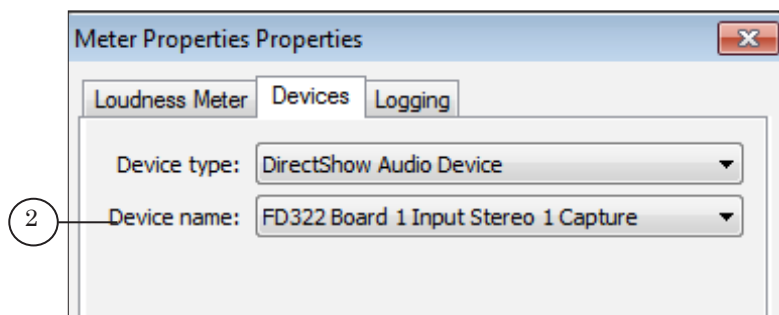 Meter Properties Properties
Loudness Meter Devices Logging
Device type: DirectShow Audio Device
2 Device name: FD322 Board 1 Input Stereo 1 Capture